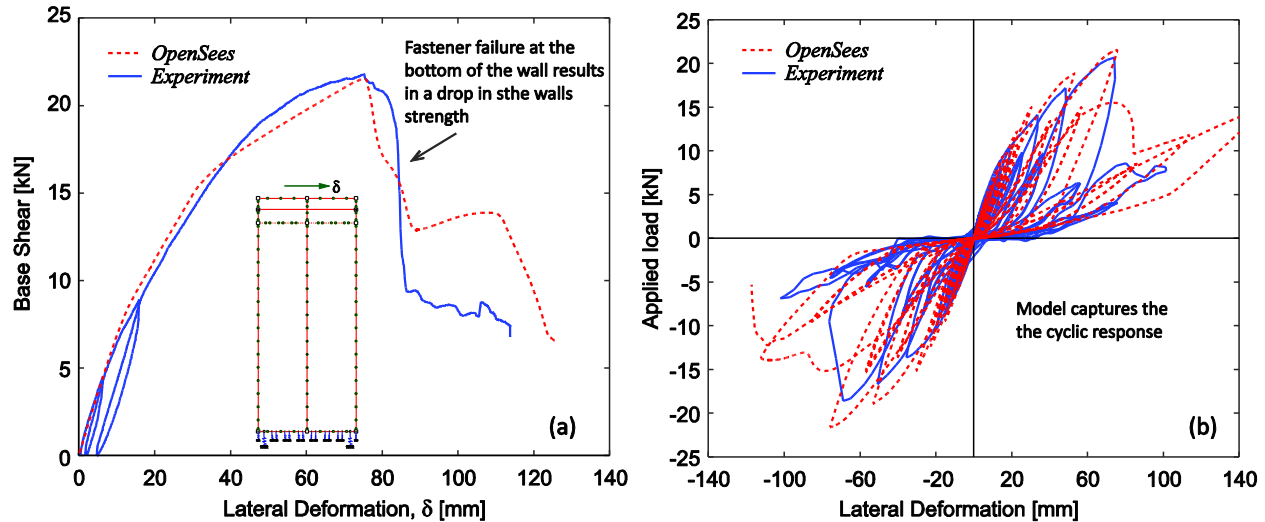 25
20
15
10
5
0
Base Shear [kN]
OpenSees
Experiment
Fastener failure at the
bottom of the wall results
in a drop in sthe walls
strength
δ
(a)
0
20
40
60
80
100
120
140
Lateral Deformation, δ [mm]
25
20
15
10
5
0
-5
-10
-15
-20
25
Applied load [kN]
OpenSees
Experiment
Model captures the
the cyclic response
(b)
-140
-100
-60
-20
20
60
100
140
Lateral Deformation [mm]